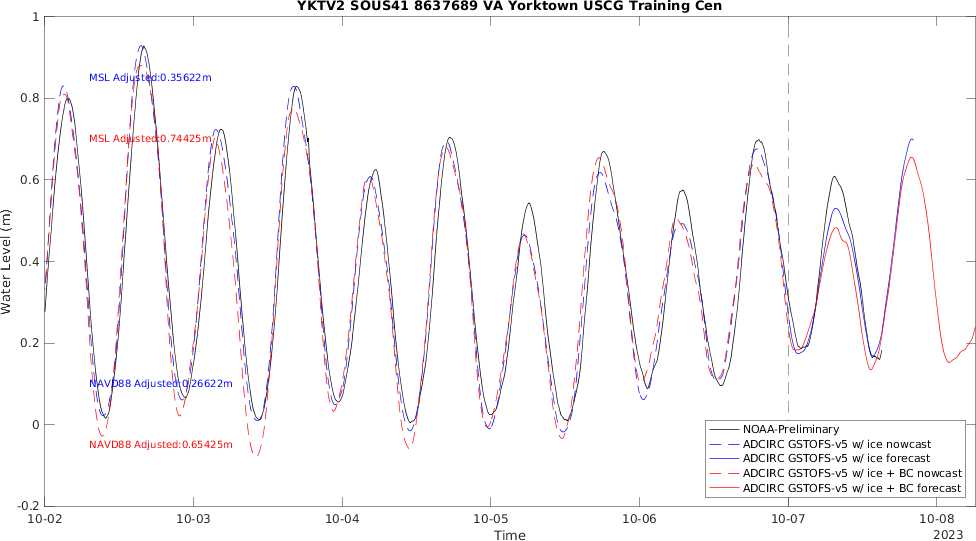 YKTV2 SOUS41 8637689 VA Yorktown USCG Training Cen
Water Level (m)
1
0.8
0.6
0.4
0.2
0
-0.2
MSL Adjusted:0.35622m
MSL Adjusted:0.74425m
NAVD88 Adjusted:0.26622m
NAVD88 Adjusted:0.65425m
NOAA-Preliminary
ADCIRC GSTOFS-v5 w/ ice nowcast
ADCIRC GSTOFS-v5 w/ ice forecast
ADCIRC GSTOFS-v5 w/ ice + BC nowcast
ADCIRC GSTOFS-v5 w/ ice + BC forecast
10-02 10-03 10-04 10-05 10-06 10-07 10-08
Time
2023